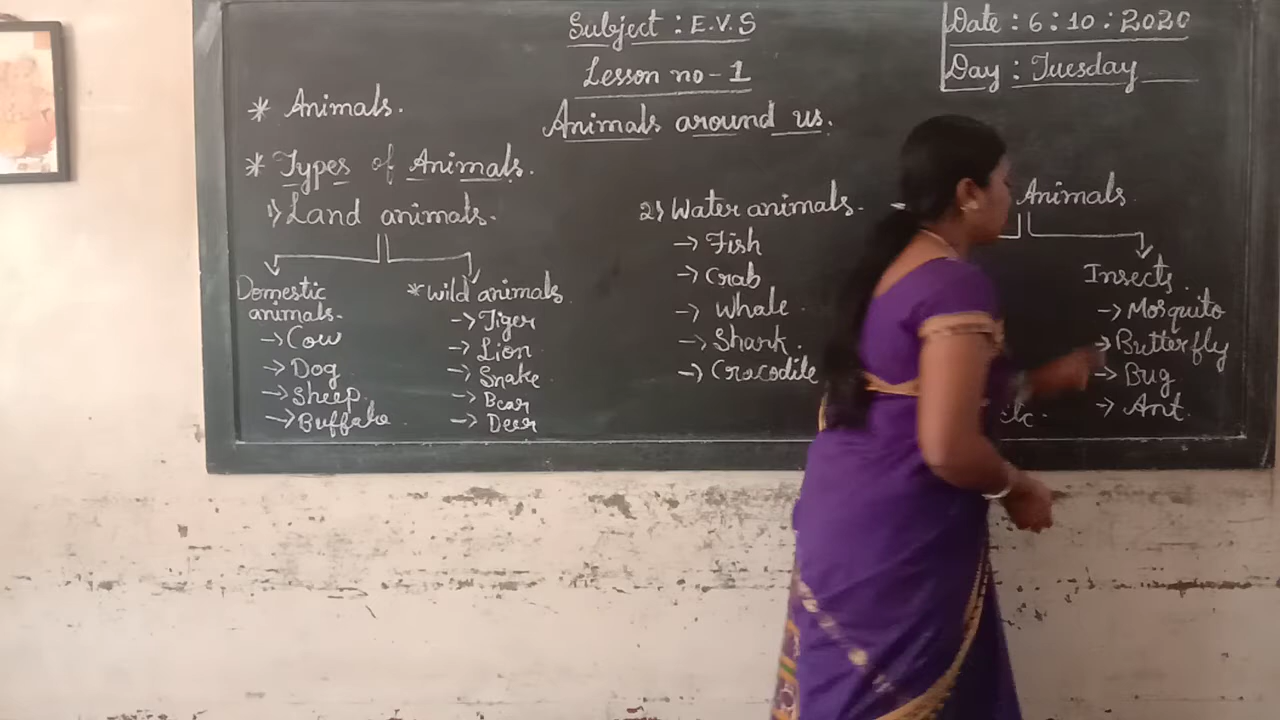 Subject : E.V.S
Lesson no - 1
Animals around us.
Date : 6 : 10 : 2020
Day : Tuesday
* Animals.
* Types of Animals.
1) Land animals.
Domestic
animals.
→ Cow
→ Dog
→ Sheep
→ Buffalo
* Wild animals
→ Tiger
→ Lion
→ Snake
→ Bear
→ Deer
2) Water animals.
→ Fish
→ Crab
→ Whale
→ Shark.
→ Cracodile
Animals
etc.
Insects
→ Mosquito
→ Butterfly
→ Bug
→ Ant